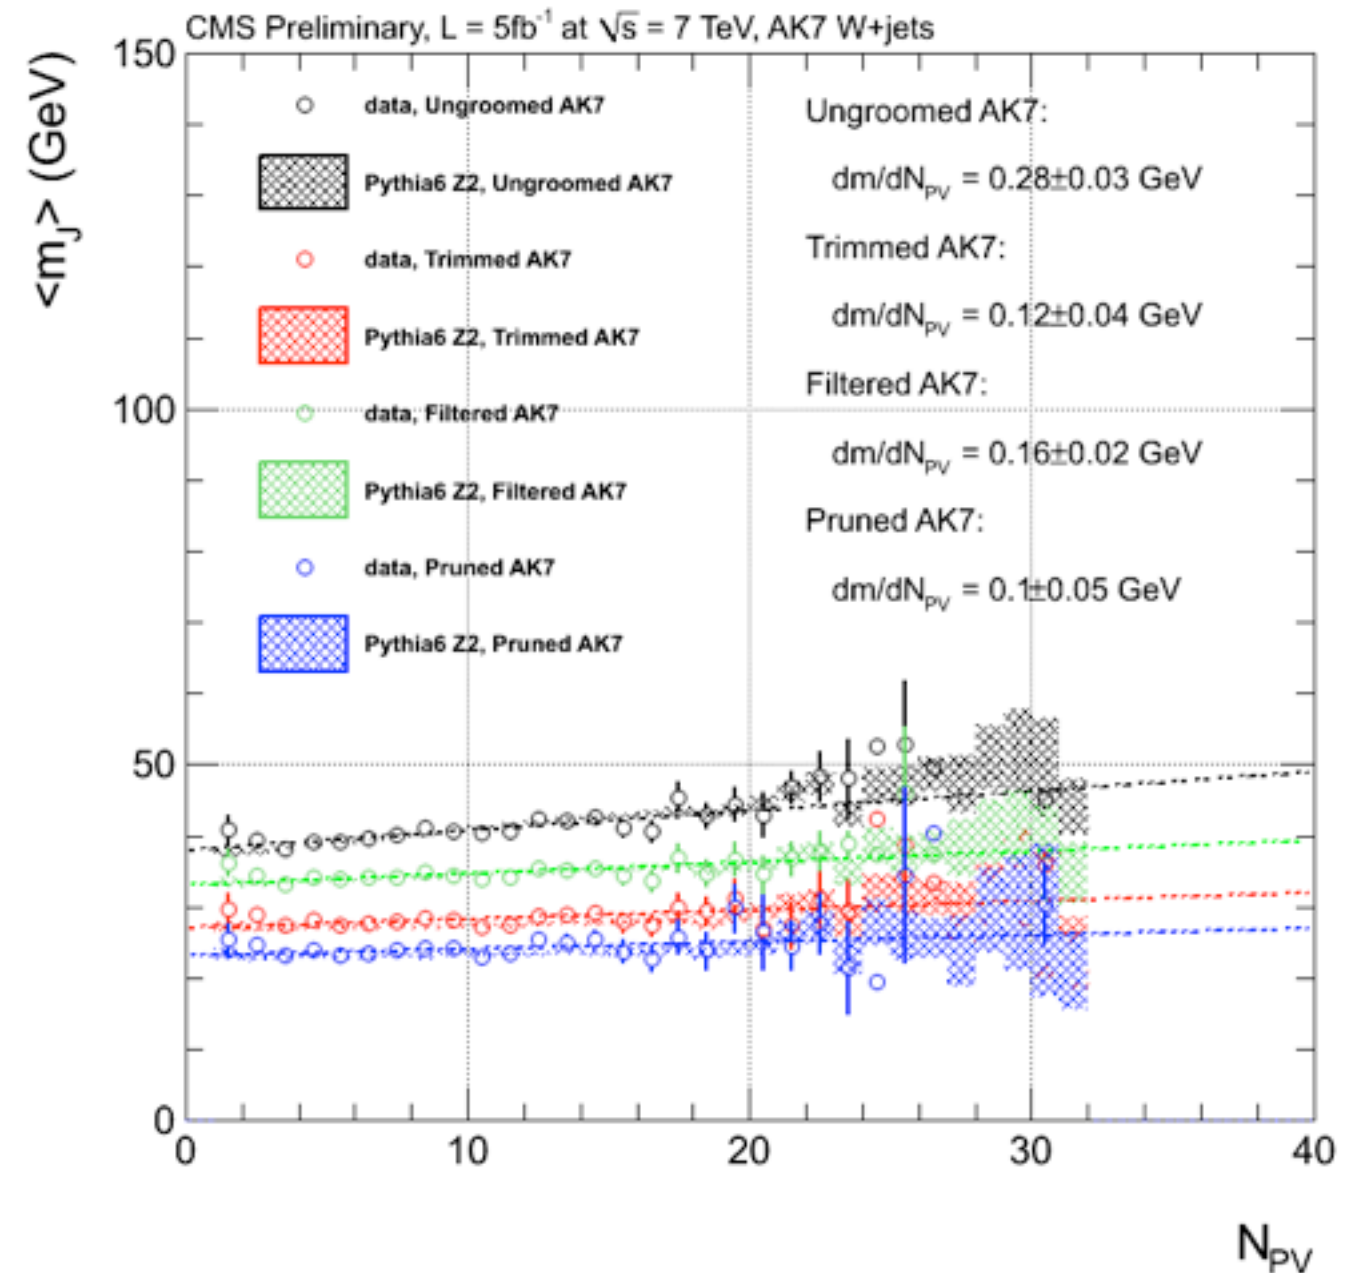 CMS Preliminary, L = 5fb⁻¹ at √s = 7 TeV, AK7 W+jets
<m_J> (GeV)
150
100
50
0
data, Ungroomed AK7
Pythia6 Z2, Ungroomed AK7
data, Trimmed AK7
Pythia6 Z2, Trimmed AK7
data, Filtered AK7
Pythia6 Z2, Filtered AK7
data, Pruned AK7
Pythia6 Z2, Pruned AK7
Ungroomed AK7:
dm/dN_PV = 0.28±0.03 GeV
Trimmed AK7:
dm/dN_PV = 0.12±0.04 GeV
Filtered AK7:
dm/dN_PV = 0.16±0.02 GeV
Pruned AK7:
dm/dN_PV = 0.1±0.05 GeV
0 10 20 30 40
N_PV